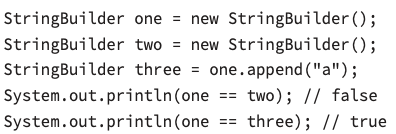 StringBuilder one = new StringBuilder();
StringBuilder two = new StringBuilder();
StringBuilder three = one.append("a");
System.out.println(one == two); // false
System.out.println(one == three); // true